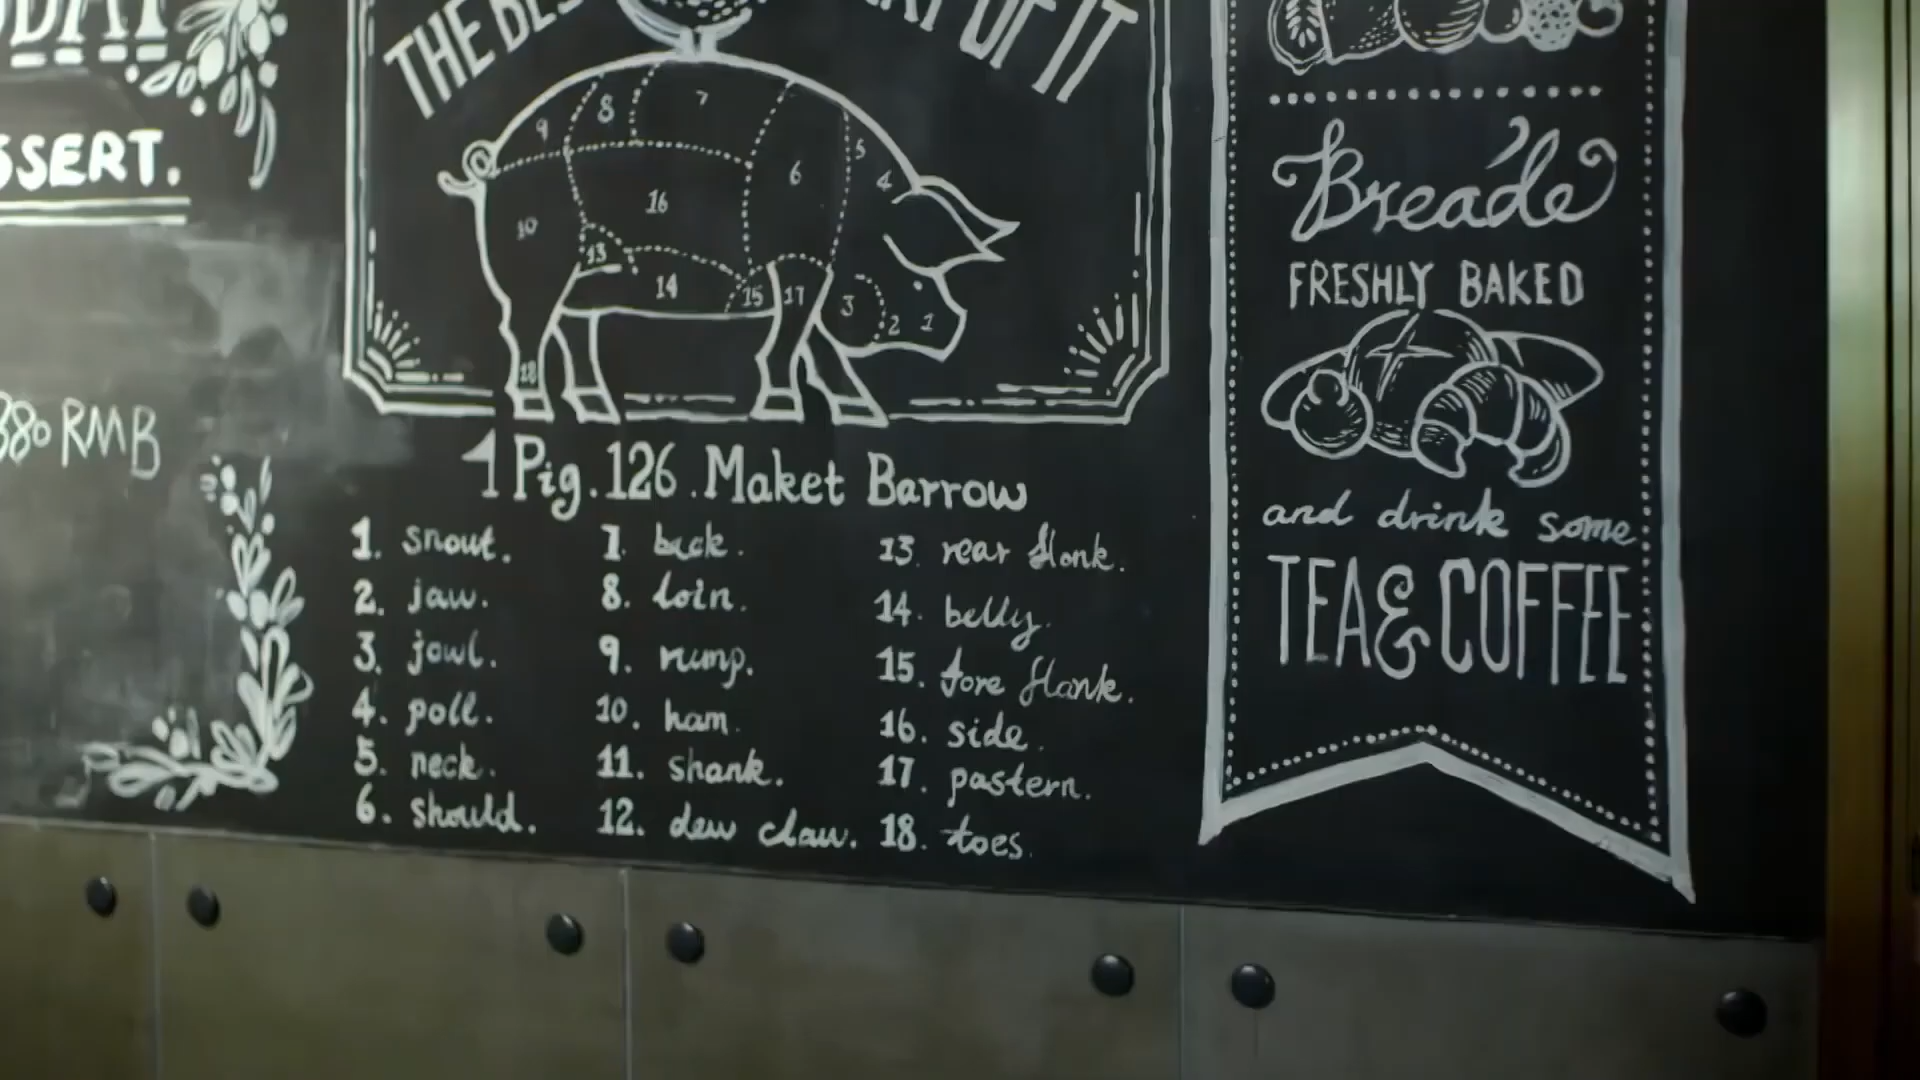 SSERT.
880 RMB
THE BES
OF IT
9
8
7
6
5
4
16
10
13
14
15
17
3
2
1
18
1 Pig. 126. Maket Barrow
1. snout.
2. jaw.
3. jowl.
4. poll.
5. neck.
6. should.
7. back.
8. loin.
9. rump.
10. ham.
11. shank.
12. dew claw.
13. rear flank.
14. belly.
15. fore flank.
16. side.
17. pastern.
18. toes.
Breade
FRESHLY BAKED
and drink some
TEA & COFFEE